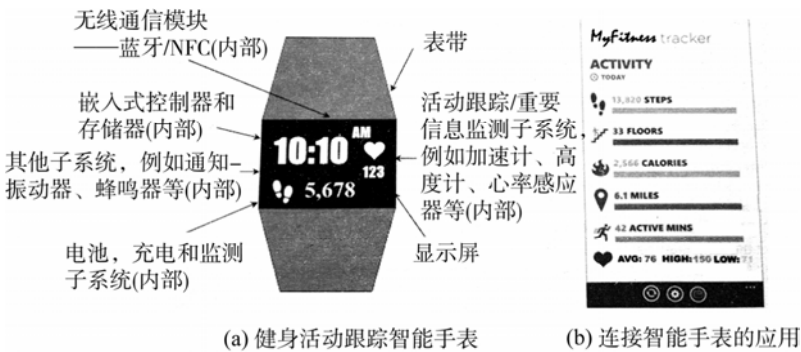 无线通信模块
——蓝牙/NFC(内部)
表带
嵌入式控制器和
存储器(内部)
其他子系统，例如通知-
振动器、蜂鸣器等(内部)
电池，充电和监测
子系统(内部)
10:10 AM
123
5,678
活动跟踪/重要
信息监测子系统，
例如加速计、高
度计、心率感应
器等(内部)
显示屏
(a) 健身活动跟踪智能手表
MyFitness tracker
ACTIVITY
TODAY
13,820 STEPS
33 FLOORS
2,566 CALORIES
6.1 MILES
42 ACTIVE MINS
AVG: 76 HIGH:150 LOW:71
(b) 连接智能手表的应用